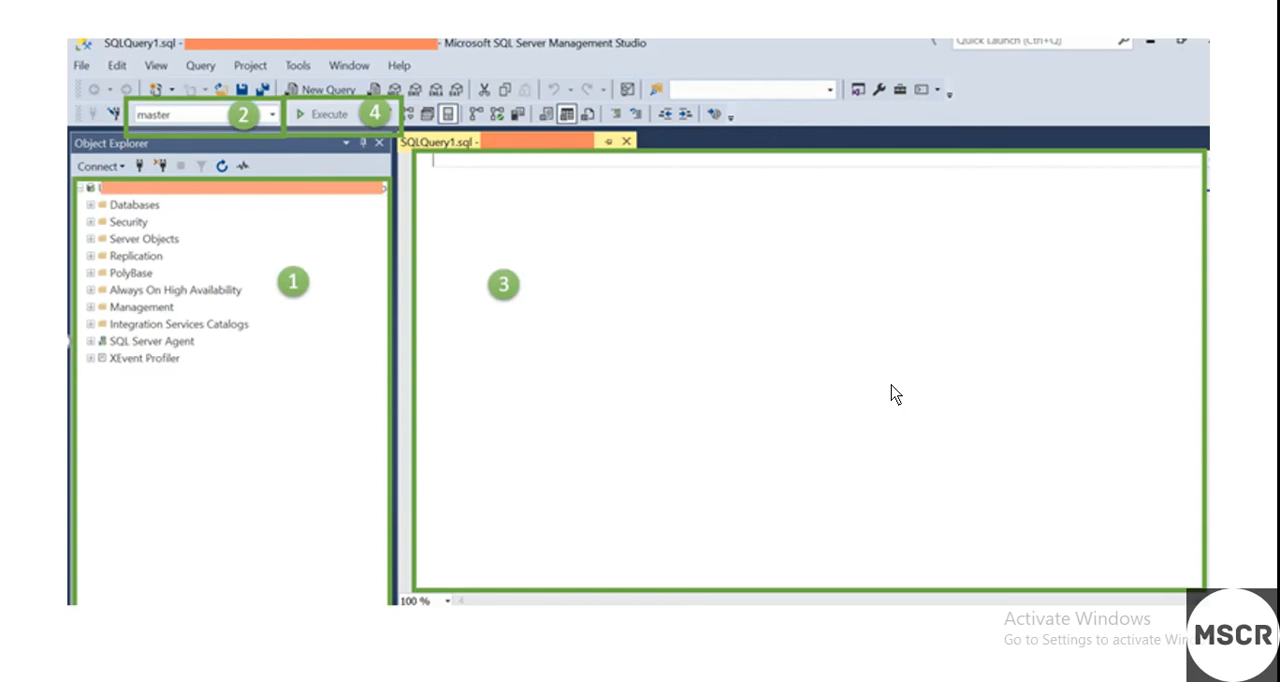 SQLQuery1.sql - - Microsoft SQL Server Management Studio
Quick Launch (Ctrl+Q)
File Edit View Query Project Tools Window Help
New Query
master 2 Execute 4
Object Explorer
SQLQuery1.sql -
Connect
Databases
Security
Server Objects
Replication
PolyBase
Always On High Availability
1
3
Management
Integration Services Catalogs
SQL Server Agent
XEvent Profiler
100 %
Activate Windows
Go to Settings to activate Win
MSCR